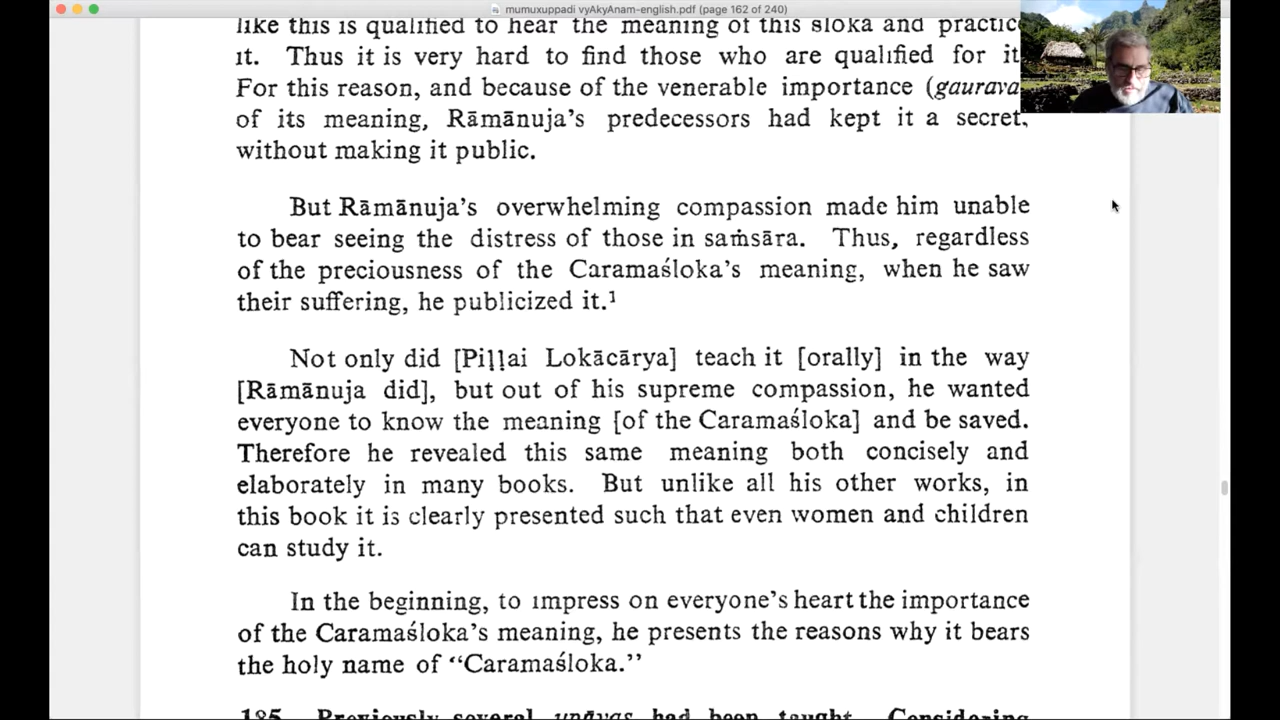 mumuxuppadi vyAkyAnam-english.pdf (page 162 of 240)
like this is qualified to hear the meaning of this śloka and practice
it. Thus it is very hard to find those who are qualified for it
For this reason, and because of the venerable importance (gaurava
of its meaning, Rāmānuja's predecessors had kept it a secret,
without making it public.
But Rāmānuja's overwhelming compassion made him unable
to bear seeing the distress of those in saṁsāra. Thus, regardless
of the preciousness of the Caramaśloka's meaning, when he saw
their suffering, he publicized it.¹
Not only did [Piḷḷai Lokācārya] teach it [orally] in the way
[Rāmānuja did], but out of his supreme compassion, he wanted
everyone to know the meaning [of the Caramaśloka] and be saved.
Therefore he revealed this same meaning both concisely and
elaborately in many books. But unlike all his other works, in
this book it is clearly presented such that even women and children
can study it.
In the beginning, to impress on everyone's heart the importance
of the Caramaśloka's meaning, he presents the reasons why it bears
the holy name of "Caramaśloka."
185. Previously several upāyas had been taught. Considering